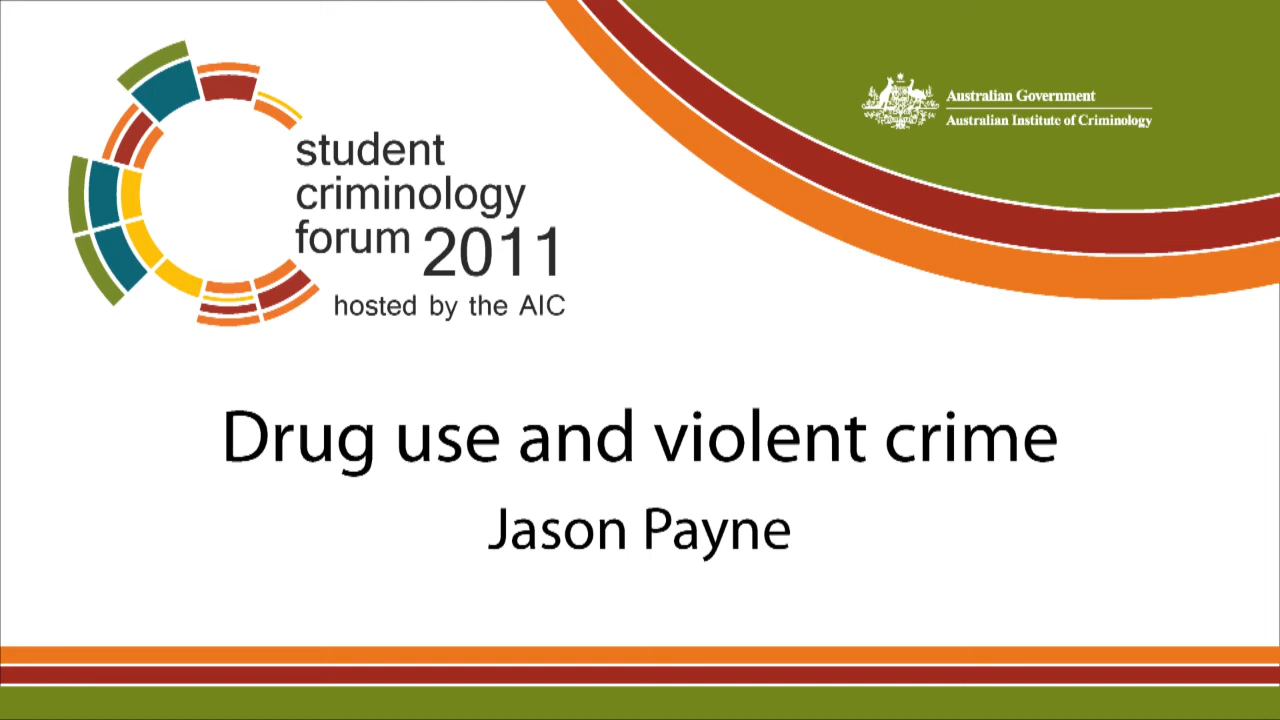 Australian Government
Australian Institute of Criminology
student
criminology
forum 2011
hosted by the AIC
Drug use and violent crime
Jason Payne